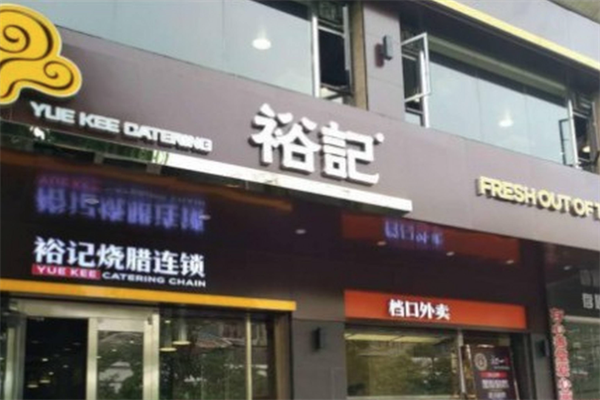 YUE KEE CATERING
裕記
FRESH OUT OF T
裕记烧腊连锁
YUE KEE CATERING CHAIN
档口外卖